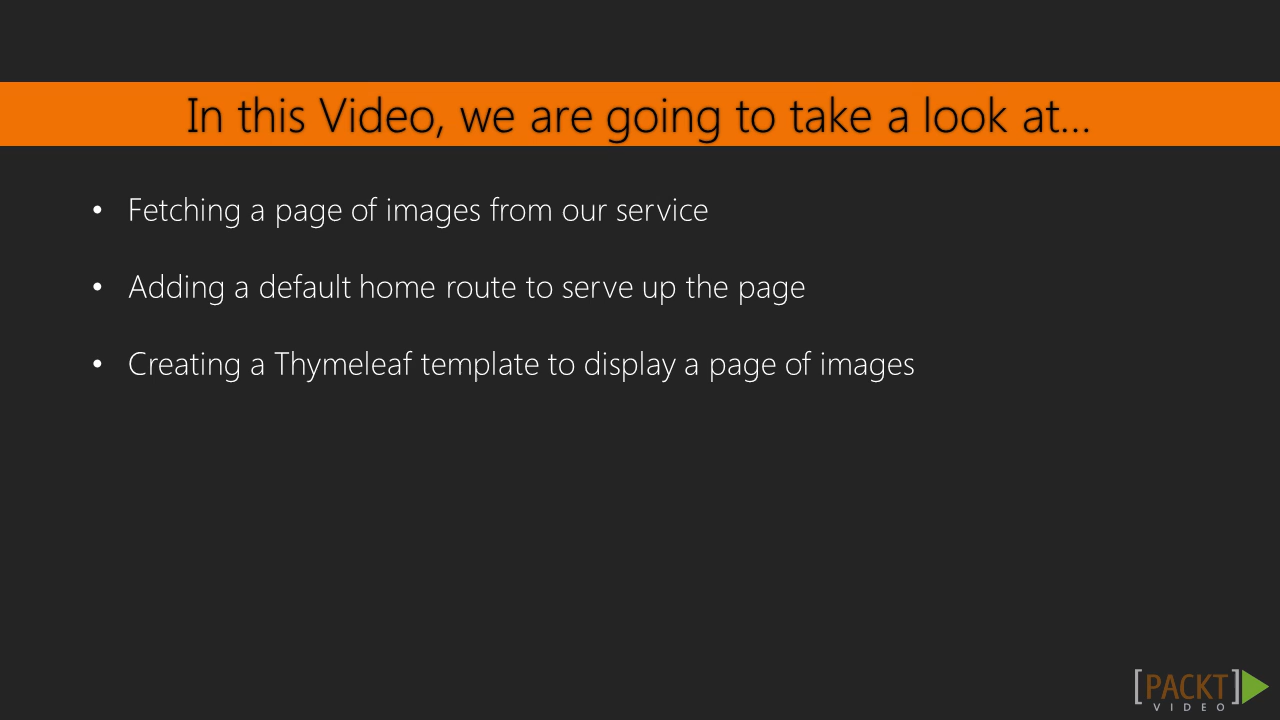 In this Video, we are going to take a look at...
• Fetching a page of images from our service
• Adding a default home route to serve up the page
• Creating a Thymeleaf template to display a page of images
[PACKT]
VIDEO